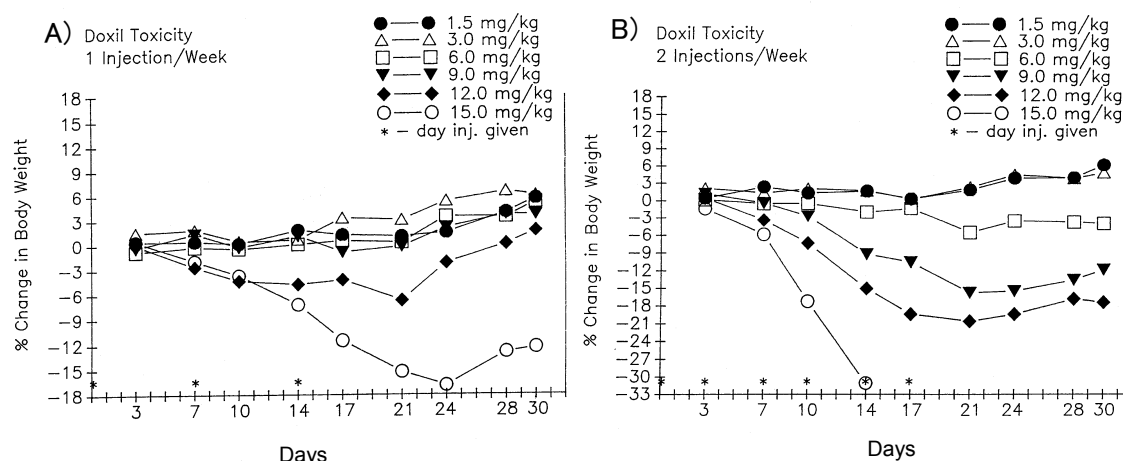 A) Doxil Toxicity
1 Injection/Week
1.5 mg/kg
3.0 mg/kg
6.0 mg/kg
9.0 mg/kg
12.0 mg/kg
15.0 mg/kg
* – day inj. given
% Change in Body Weight
18
15
12
9
6
3
0
−3
−6
−9
−12
−15
−18
* * *
*
3 7 10 14 17 21 24 28 30
Days
B) Doxil Toxicity
2 Injections/Week
1.5 mg/kg
3.0 mg/kg
6.0 mg/kg
9.0 mg/kg
12.0 mg/kg
15.0 mg/kg
* – day inj. given
% Change in Body Weight
18
15
12
9
6
3
0
−3
−6
−9
−12
−15
−18
−21
−24
−27
−30
−33
* * * * * *
3 7 10 14 17 21 24 28 30
Days